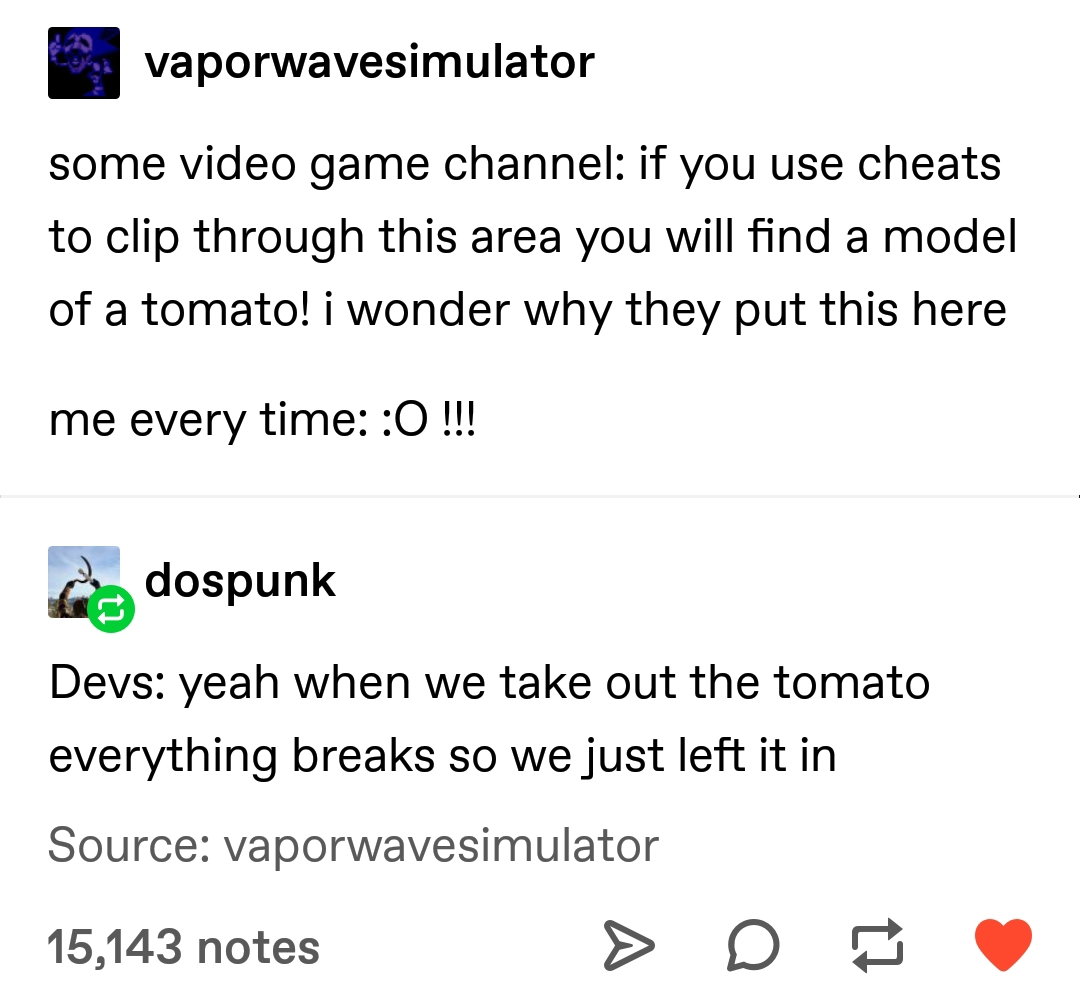 vaporwavesimulator
some video game channel: if you use cheats
to clip through this area you will find a model
of a tomato! i wonder why they put this here
me every time: :O !!!
dospunk
Devs: yeah when we take out the tomato
everything breaks so we just left it in
Source: vaporwavesimulator
15,143 notes